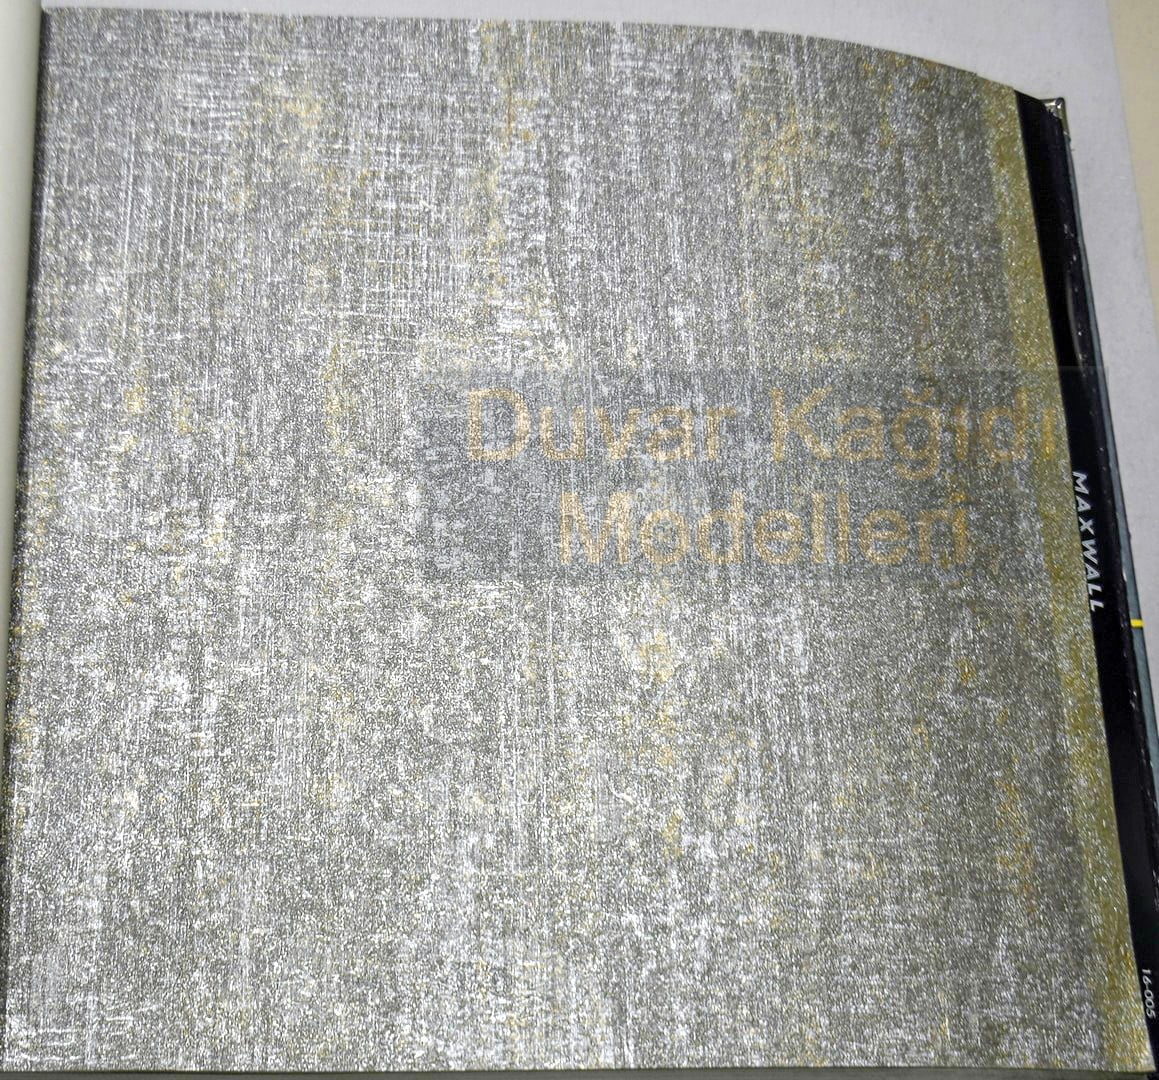 Duvar Kağıdı
Modelleri
MAXWALL
16-005